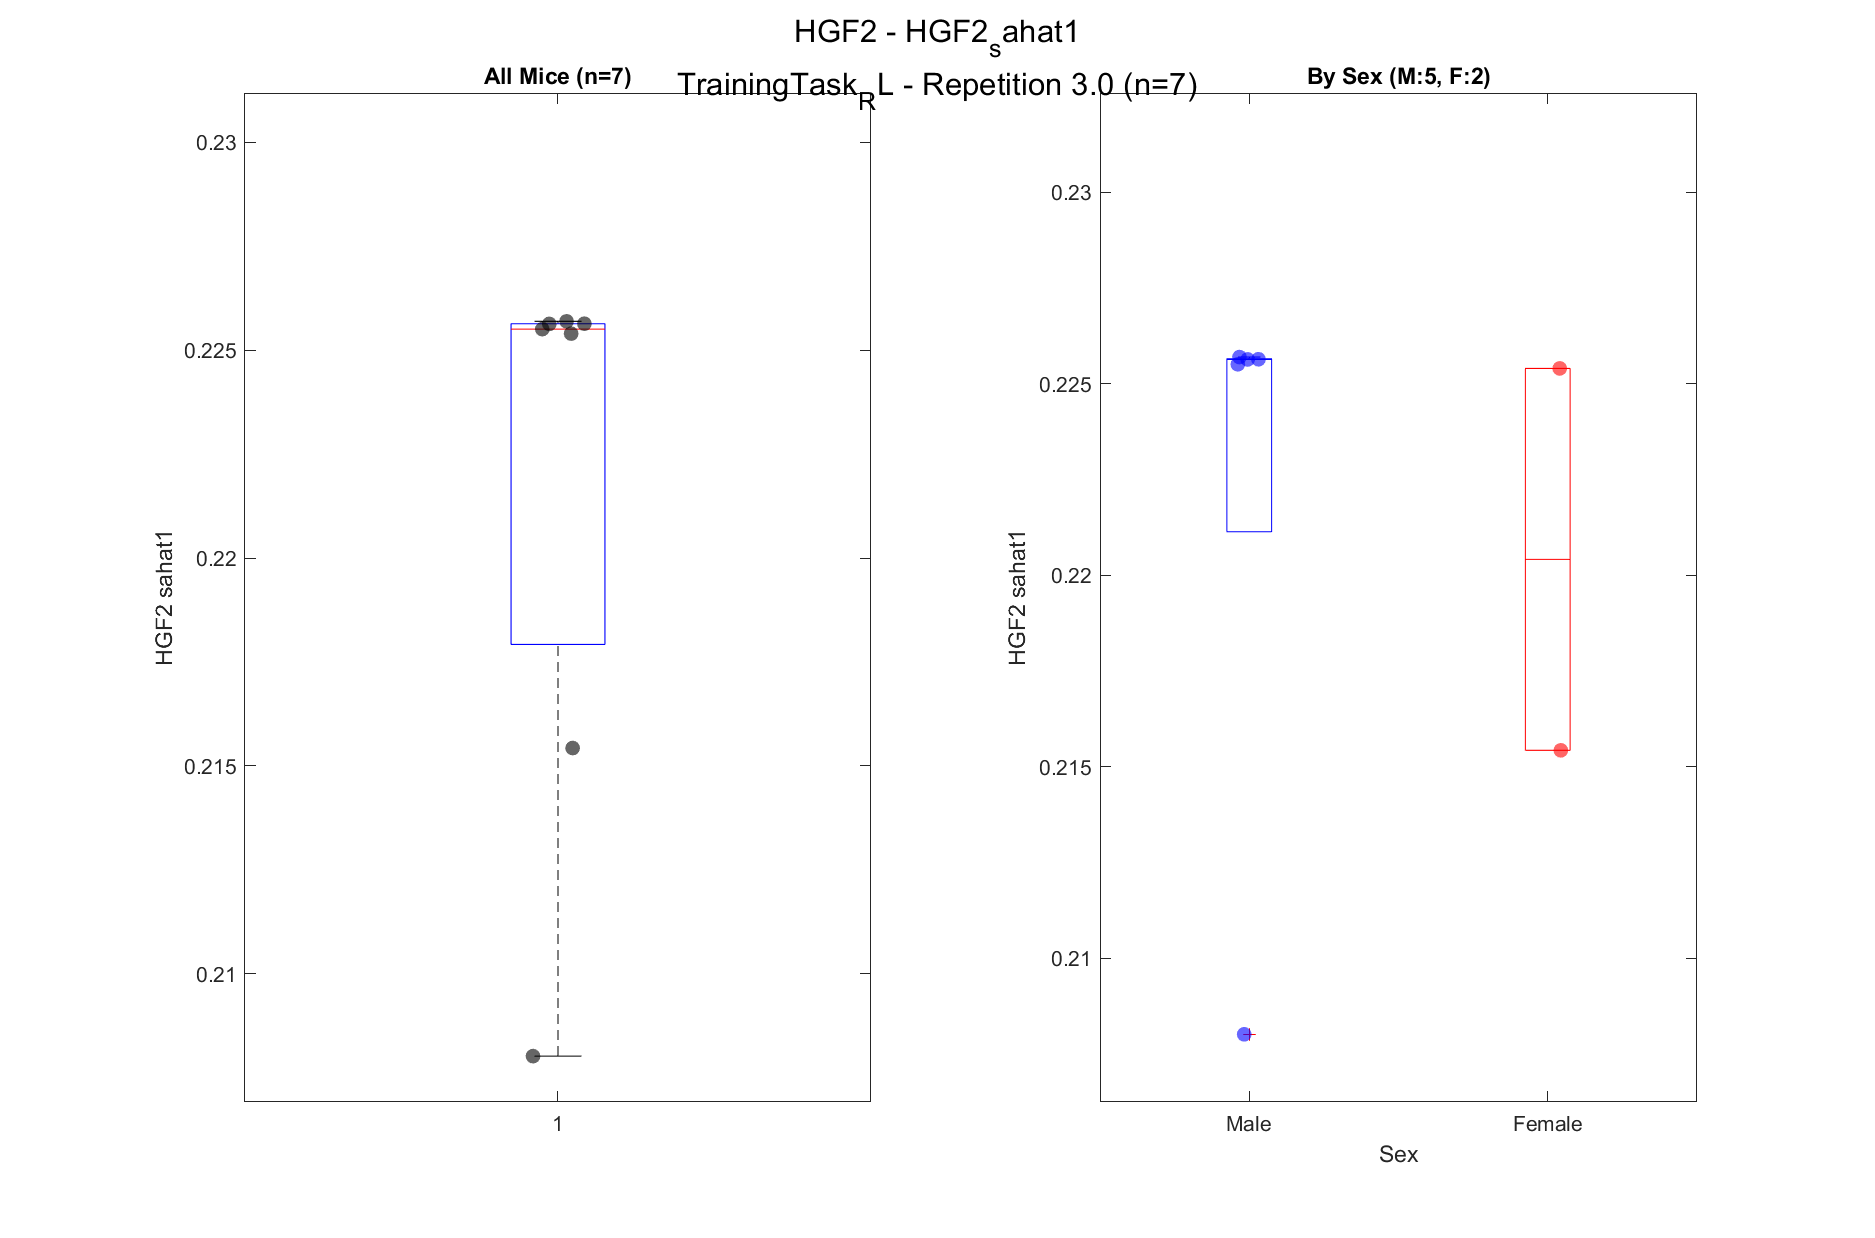 HGF2 - HGF2sahat1
TrainingTaskRL - Repetition 3.0 (n=7)
All Mice (n=7)
0.23
0.225
0.22
0.215
0.21
HGF2 sahat1
1
By Sex (M:5, F:2)
0.23
0.225
0.22
0.215
0.21
HGF2 sahat1
Male Female
Sex